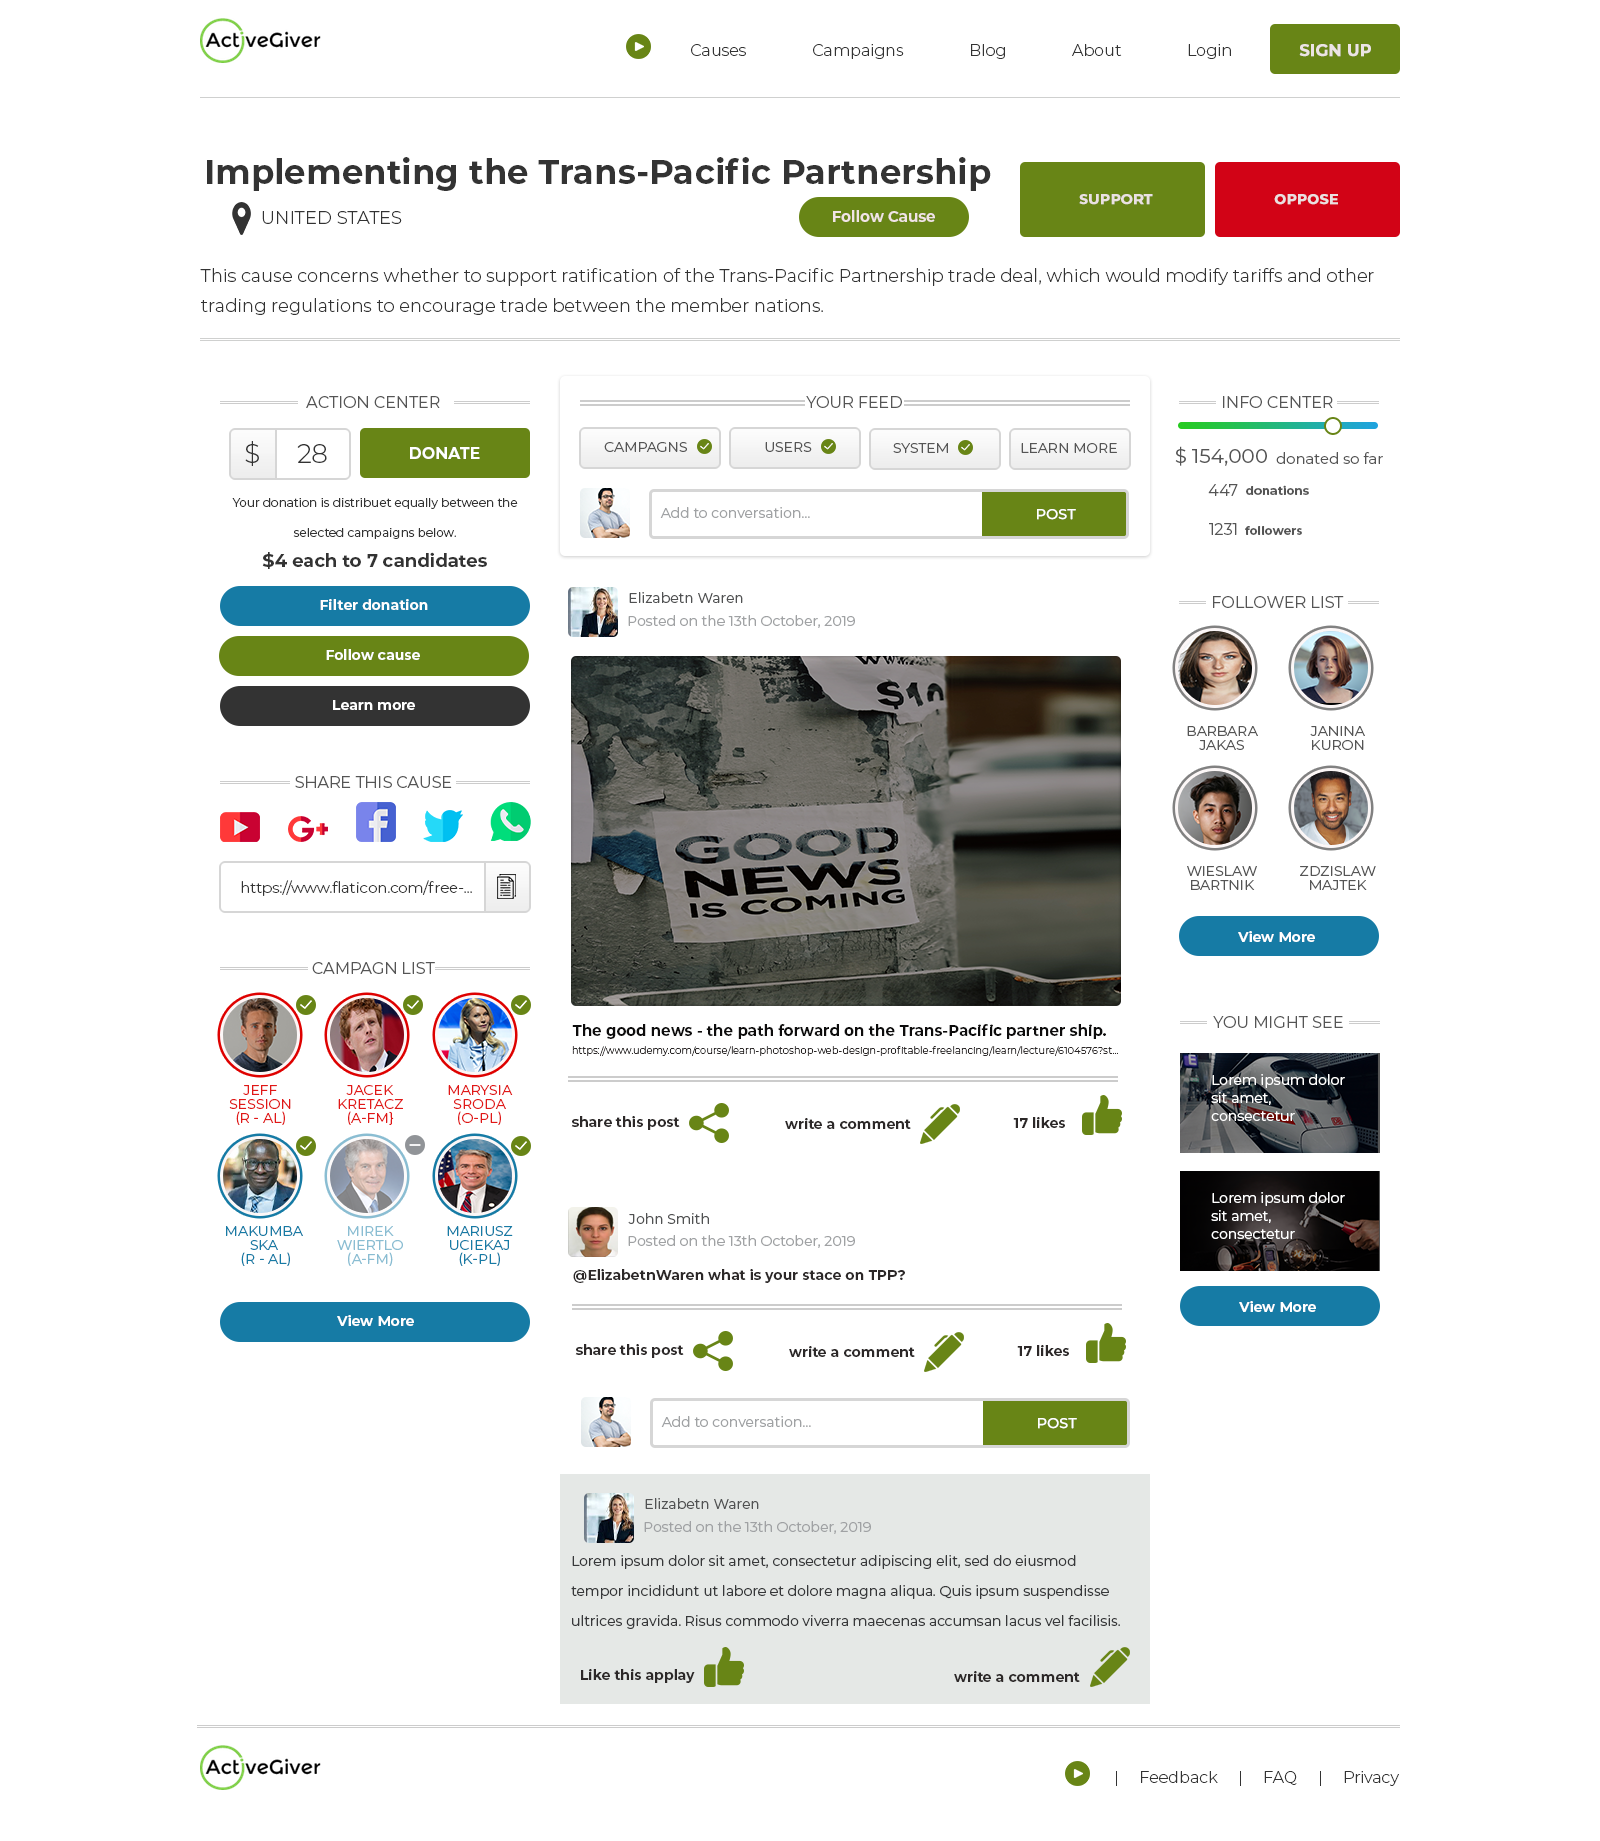 ActiveGiver
Causes
Campaigns
Blog
About
Login
SIGN UP
Implementing the Trans-Pacific Partnership
UNITED STATES
Follow Cause
SUPPORT
OPPOSE
This cause concerns whether to support ratification of the Trans-Pacific Partnership trade deal, which would modify tariffs and other
trading regulations to encourage trade between the member nations.
ACTION CENTER
$ 28
DONATE
Your donation is distribuet equally between the
selected campaigns below.
$4 each to 7 candidates
Filter donation
Follow cause
Learn more
SHARE THIS CAUSE
https://www.flaticon.com/free-...
CAMPAGN LIST
JEFF
SESSION
(R - AL)
JACEK
KRETACZ
(A-FM}
MARYSIA
SRODA
(O-PL)
MAKUMBA
SKA
(R - AL)
MIREK
WIERTLO
(A-FM)
MARIUSZ
UCIEKAJ
(K-PL)
View More
YOUR FEED
CAMPAGNS
USERS
SYSTEM
LEARN MORE
Add to conversation...
POST
Elizabetn Waren
Posted on the 13th October, 2019
$10
GOOD
NEWS
IS COMING
The good news - the path forward on the Trans-Pacific partner ship.
https://www.udemy.com/course/learn-photoshop-web-design-profitable-freelancing/learn/lecture/6104576?st...
share this post
write a comment
17 likes
John Smith
Posted on the 13th October, 2019
@ElizabetnWaren what is your stace on TPP?
share this post
write a comment
17 likes
Add to conversation...
POST
Elizabetn Waren
Posted on the 13th October, 2019
Lorem ipsum dolor sit amet, consectetur adipiscing elit, sed do eiusmod
tempor incididunt ut labore et dolore magna aliqua. Quis ipsum suspendisse
ultrices gravida. Risus commodo viverra maecenas accumsan lacus vel facilisis.
Like this applay
write a comment
INFO CENTER
$ 154,000 donated so far
447 donations
1231 followers
FOLLOWER LIST
BARBARA
JAKAS
JANINA
KURON
WIESLAW
BARTNIK
ZDZISLAW
MAJTEK
View More
YOU MIGHT SEE
E
Lorem ipsum dolor
sit amet,
consectetur
Lorem ipsum dolor
sit amet,
consectetur
View More
ActiveGiver
| Feedback | FAQ | Privacy